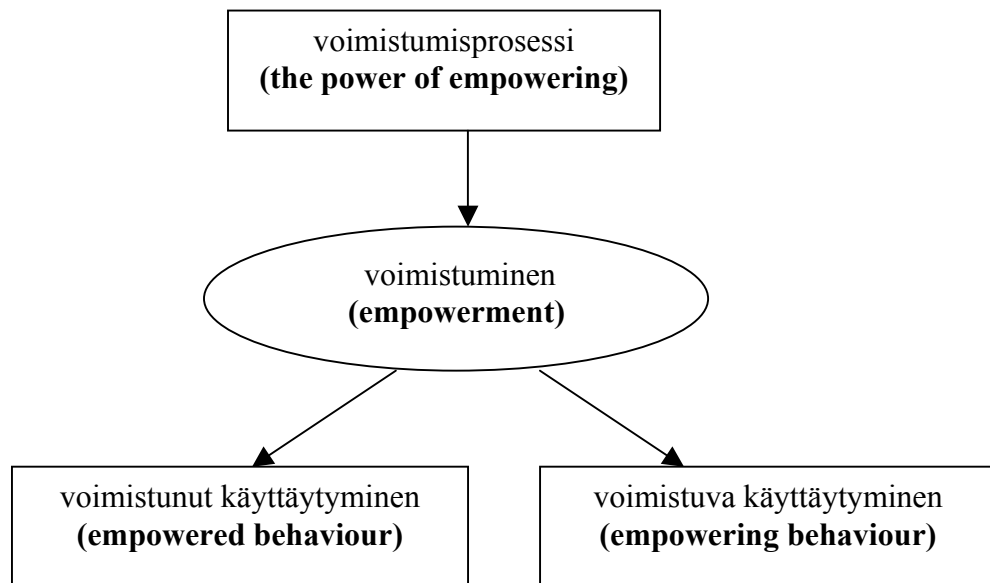 voimistumisprosessi
(the power of empowering)
voimistuminen
(empowerment)
voimistunut käyttäytyminen
(empowered behaviour)
voimistuva käyttäytyminen
(empowering behaviour)